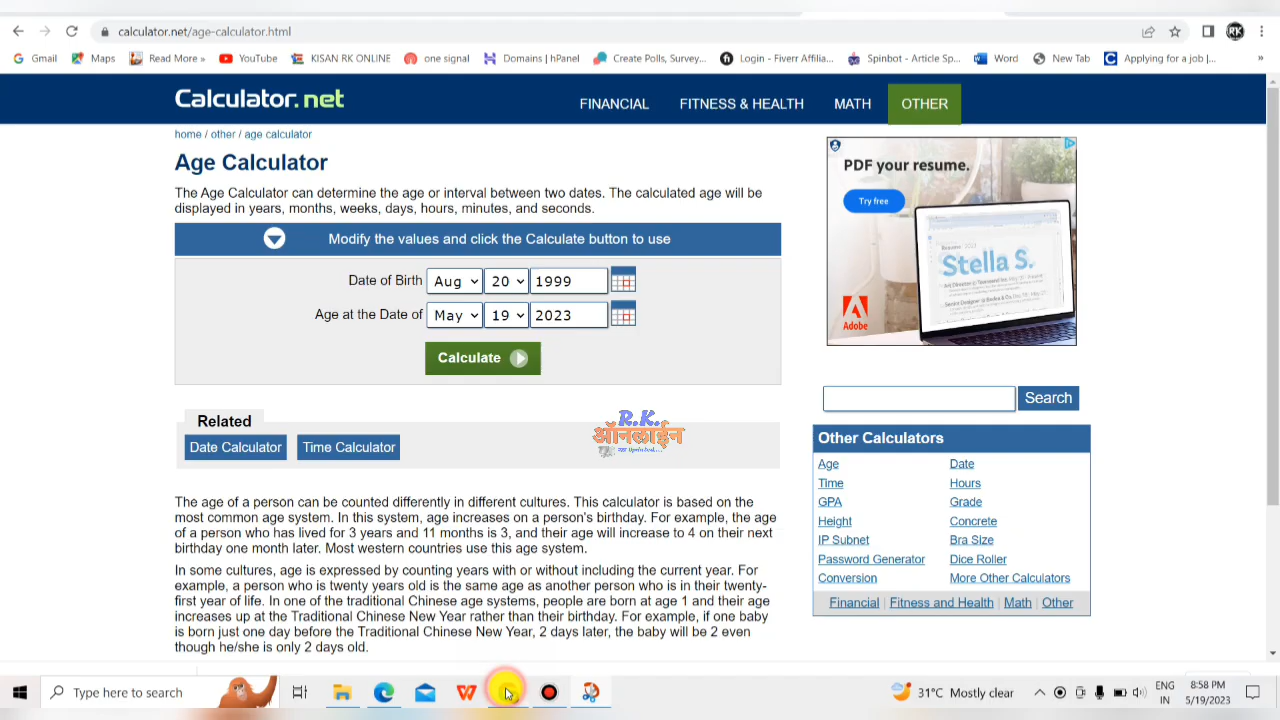 calculator.net/age-calculator.html
RK
Gmail
Maps
Read More »
YouTube
KISAN RK ONLINE
one signal
Domains | hPanel
Create Polls, Survey...
Login - Fiverr Affilia...
Spinbot - Article Sp...
Word
New Tab
Applying for a job |...
»
Calculator.net
FINANCIAL
FITNESS & HEALTH
MATH
OTHER
home / other / age calculator
Age Calculator
The Age Calculator can determine the age or interval between two dates. The calculated age will be
displayed in years, months, weeks, days, hours, minutes, and seconds.
Modify the values and click the Calculate button to use
Date of Birth Aug 20 1999
Age at the Date of May 19 2023
Calculate
PDF your resume.
Try free
Stella S.
Adobe
Related
Date Calculator
Time Calculator
R.K.
ऑनलाईन
Search
Other Calculators
Age Date
Time Hours
GPA Grade
Height Concrete
IP Subnet Bra Size
Password Generator Dice Roller
Conversion More Other Calculators
Financial | Fitness and Health | Math | Other
The age of a person can be counted differently in different cultures. This calculator is based on the
most common age system. In this system, age increases on a person's birthday. For example, the age
of a person who has lived for 3 years and 11 months is 3, and their age will increase to 4 on their next
birthday one month later. Most western countries use this age system.
In some cultures, age is expressed by counting years with or without including the current year. For
example, a person who is twenty years old is the same age as another person who is in their twenty-
first year of life. In one of the traditional Chinese age systems, people are born at age 1 and their age
increases up at the Traditional Chinese New Year rather than their birthday. For example, if one baby
is born just one day before the Traditional Chinese New Year, 2 days later, the baby will be 2 even
though he/she is only 2 days old.
Type here to search
31°C Mostly clear
ENG
IN
8:58 PM
5/19/2023